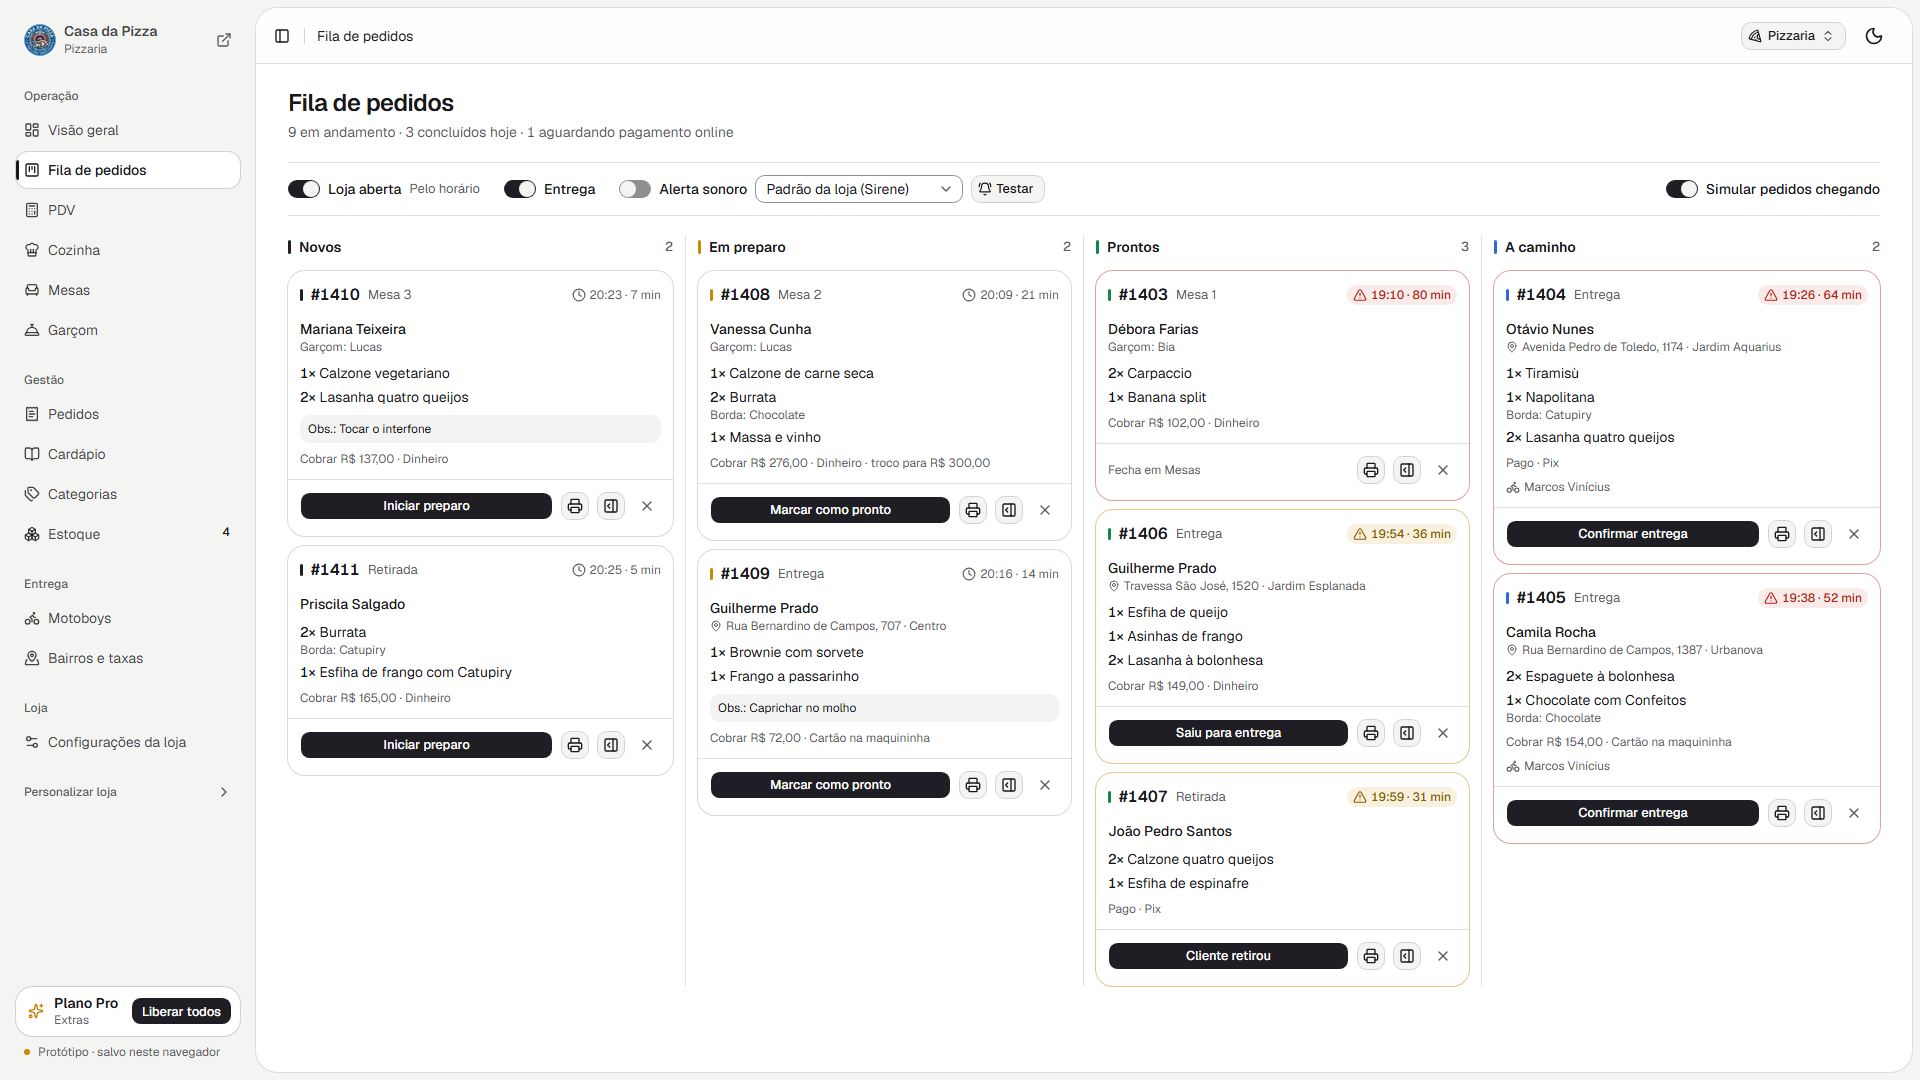 Casa da Pizza
Pizzaria
Operação
Visão geral
Fila de pedidos
PDV
Cozinha
Mesas
Garçom
Gestão
Pedidos
Cardápio
Categorias
Estoque 4
Entrega
Motoboys
Bairros e taxas
Loja
Configurações da loja
Personalizar loja
Plano Pro
Extras
Liberar todos
Protótipo · salvo neste navegador
Fila de pedidos
Pizzaria
Fila de pedidos
9 em andamento · 3 concluídos hoje · 1 aguardando pagamento online
Loja aberta Pelo horário Entrega Alerta sonoro Padrão da loja (Sirene) Testar Simular pedidos chegando
Novos 2
#1410 Mesa 3 20:23 · 7 min
Mariana Teixeira
Garçom: Lucas
1× Calzone vegetariano
2× Lasanha quatro queijos
Obs.: Tocar o interfone
Cobrar R$ 137,00 · Dinheiro
Iniciar preparo
#1411 Retirada 20:25 · 5 min
Priscila Salgado
2× Burrata
Borda: Catupiry
1× Esfiha de frango com Catupiry
Cobrar R$ 165,00 · Dinheiro
Iniciar preparo
Em preparo 2
#1408 Mesa 2 20:09 · 21 min
Vanessa Cunha
Garçom: Lucas
1× Calzone de carne seca
2× Burrata
Borda: Chocolate
1× Massa e vinho
Cobrar R$ 276,00 · Dinheiro · troco para R$ 300,00
Marcar como pronto
#1409 Entrega 20:16 · 14 min
Guilherme Prado
Rua Bernardino de Campos, 707 · Centro
1× Brownie com sorvete
1× Frango a passarinho
Obs.: Caprichar no molho
Cobrar R$ 72,00 · Cartão na maquininha
Marcar como pronto
Prontos 3
#1403 Mesa 1 19:10 · 80 min
Débora Farias
Garçom: Bia
2× Carpaccio
1× Banana split
Cobrar R$ 102,00 · Dinheiro
Fecha em Mesas
#1406 Entrega 19:54 · 36 min
Guilherme Prado
Travessa São José, 1520 · Jardim Esplanada
1× Esfiha de queijo
1× Asinhas de frango
2× Lasanha à bolonhesa
Cobrar R$ 149,00 · Dinheiro
Saiu para entrega
#1407 Retirada 19:59 · 31 min
João Pedro Santos
2× Calzone quatro queijos
1× Esfiha de espinafre
Pago · Pix
Cliente retirou
A caminho 2
#1404 Entrega 19:26 · 64 min
Otávio Nunes
Avenida Pedro de Toledo, 1174 · Jardim Aquarius
1× Tiramisù
1× Napolitana
Borda: Catupiry
2× Lasanha quatro queijos
Pago · Pix
Marcos Vinícius
Confirmar entrega
#1405 Entrega 19:38 · 52 min
Camila Rocha
Rua Bernardino de Campos, 1387 · Urbanova
2× Espaguete à bolonhesa
1× Chocolate com Confeitos
Borda: Chocolate
Cobrar R$ 154,00 · Cartão na maquininha
Marcos Vinícius
Confirmar entrega